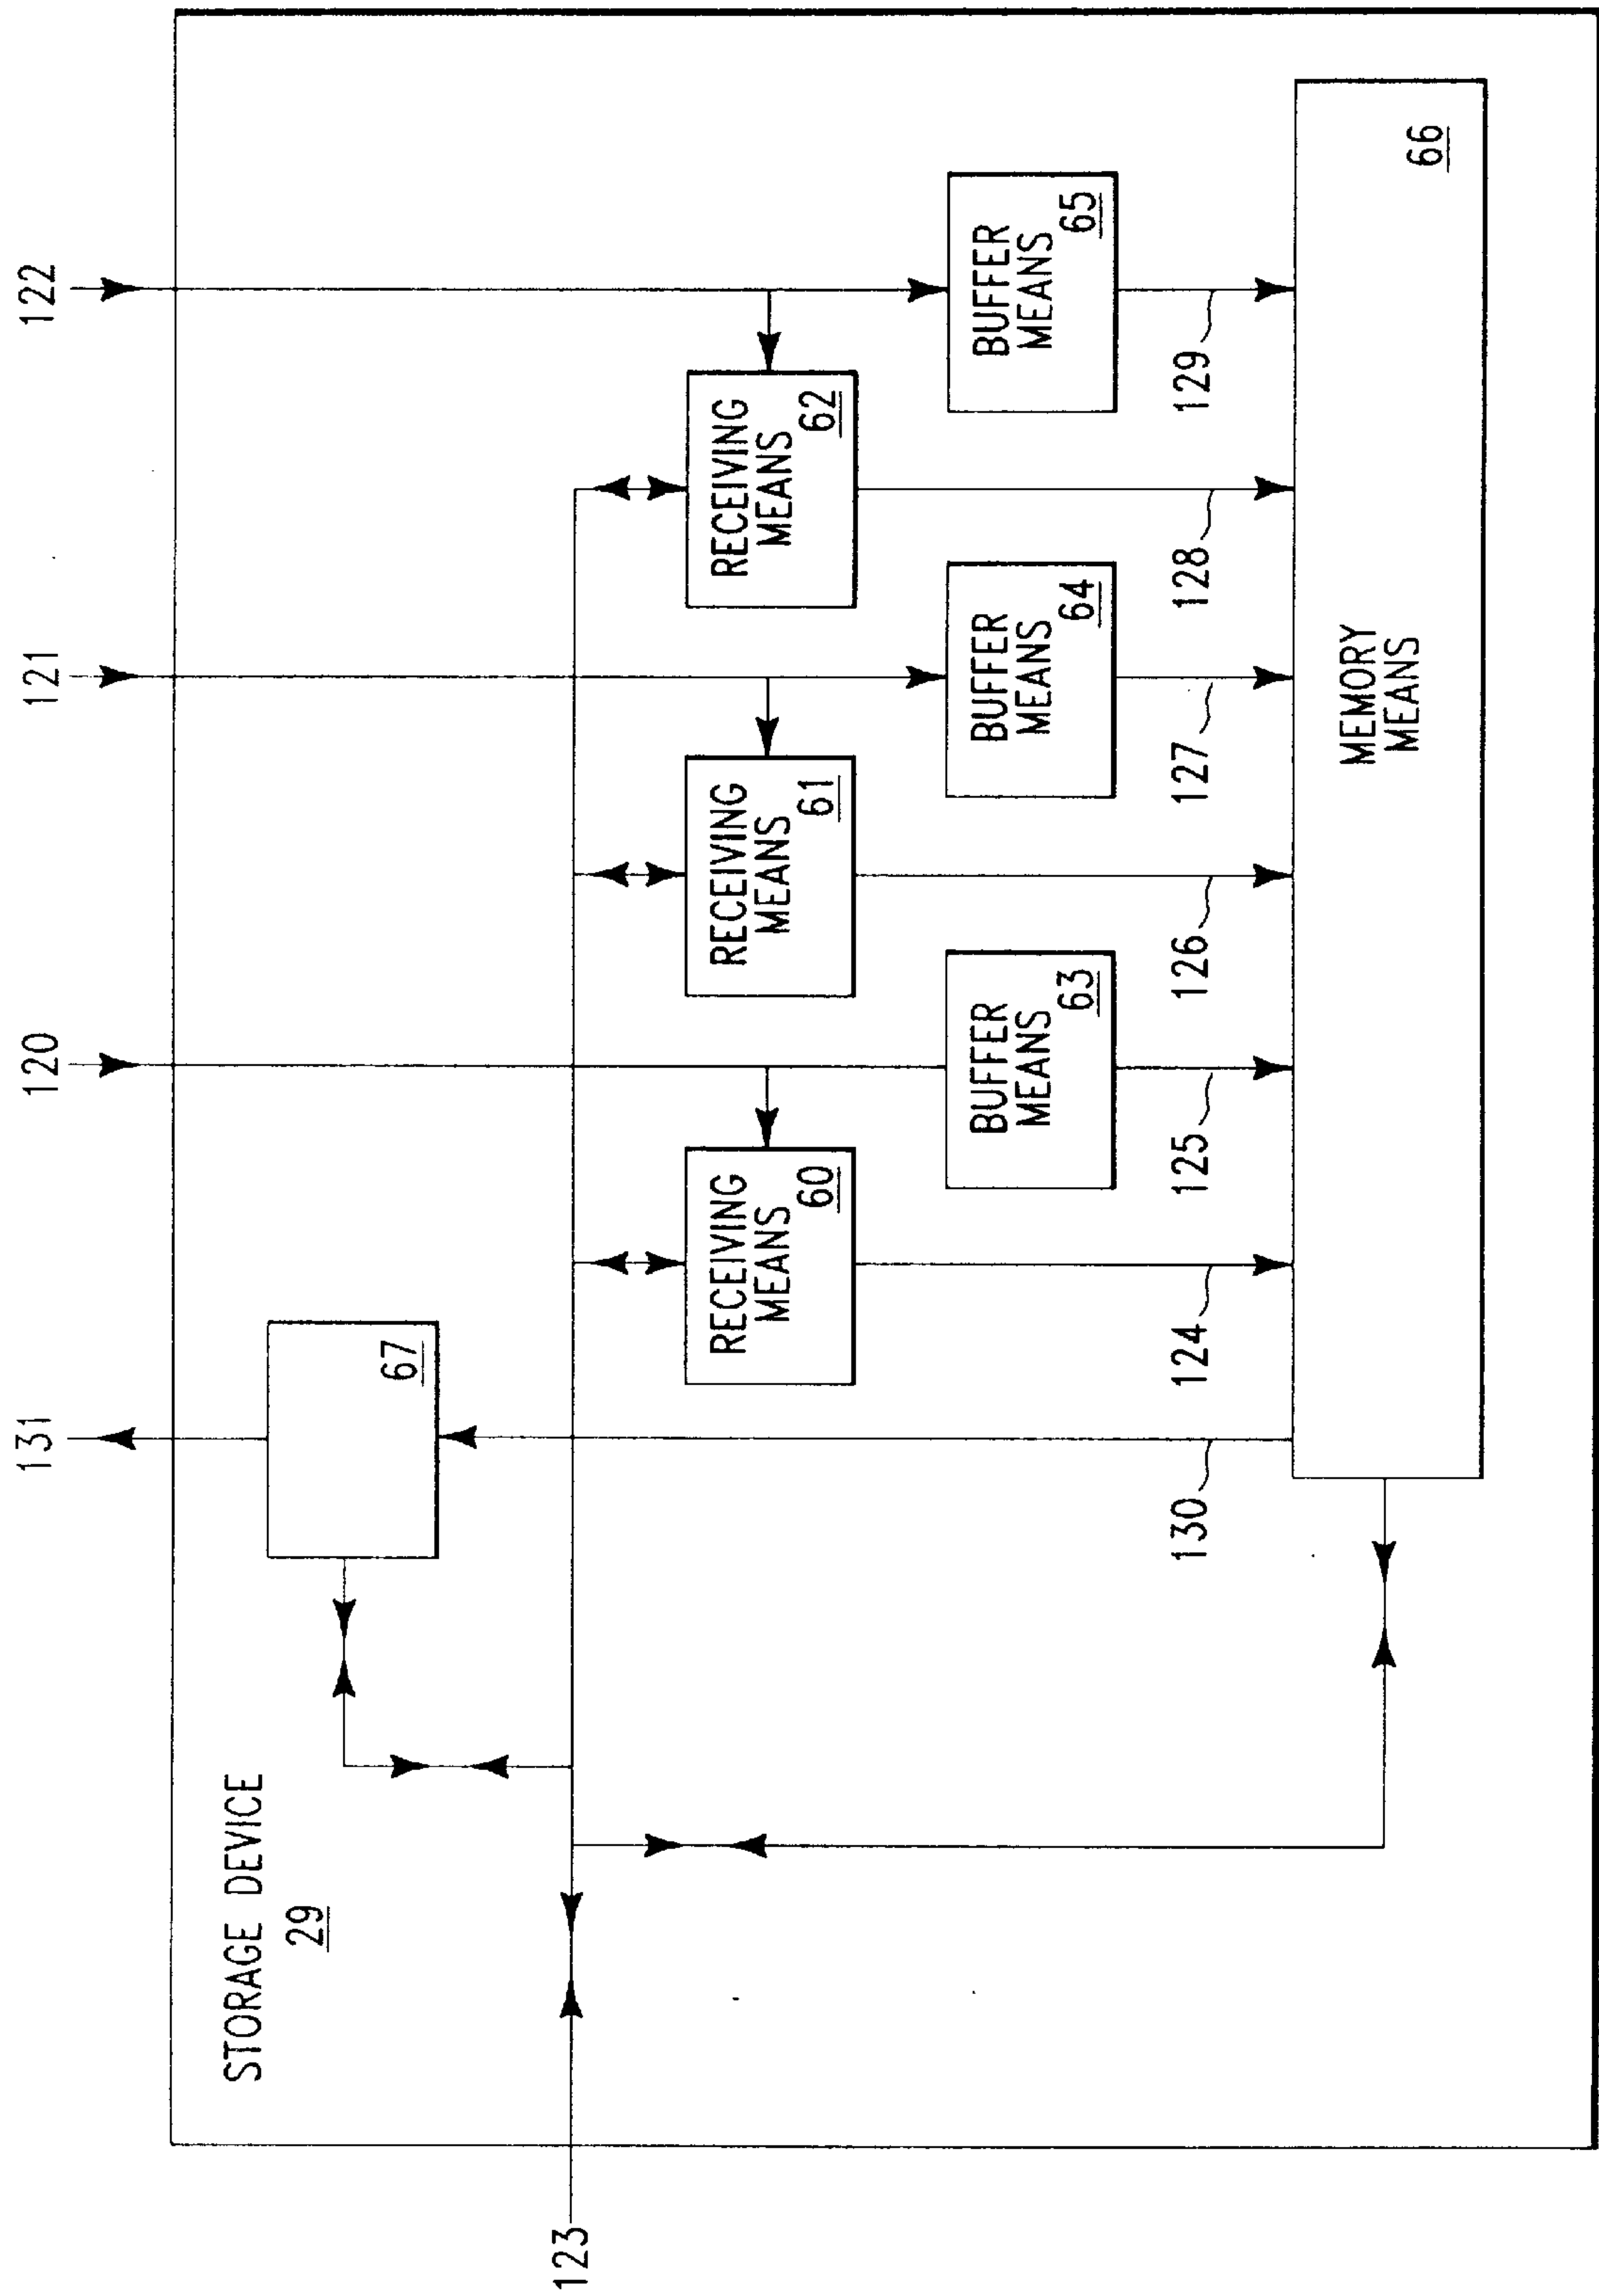 131
120
121
122
STORAGE DEVICE
29
67
123
RECEIVING
MEANS
60
RECEIVING
MEANS
61
RECEIVING
MEANS
62
BUFFER
MEANS
63
BUFFER
MEANS
64
BUFFER
MEANS
65
130
124
125
126
127
128
129
MEMORY
MEANS
66